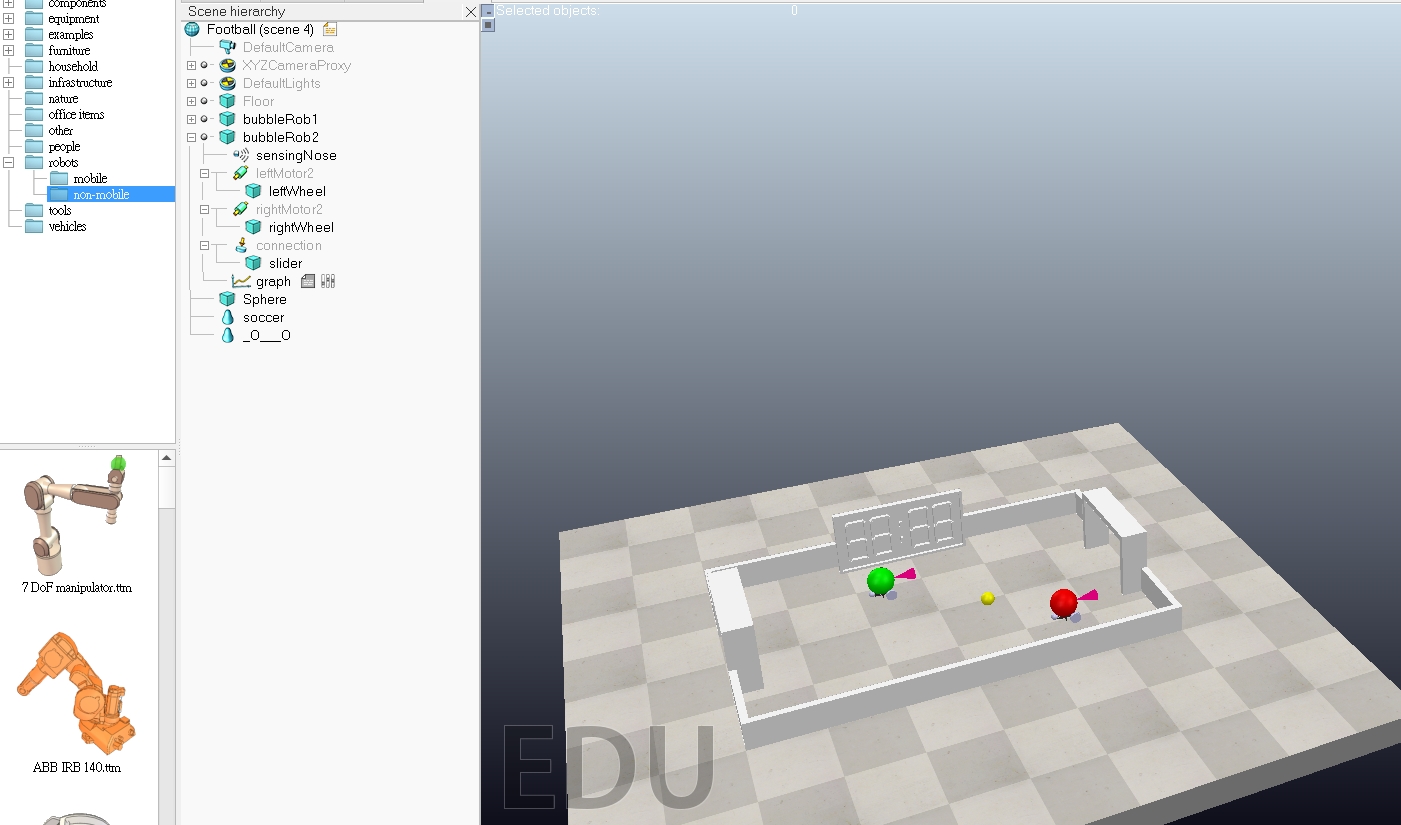 components
equipment
examples
furniture
household
infrastructure
nature
office items
other
people
robots
mobile
non-mobile
tools
vehicles
7 DoF manipulator.ttm
ABB IRB 140.ttm
Scene hierarchy
Football (scene 4)
DefaultCamera
XYZCameraProxy
DefaultLights
Floor
bubbleRob1
bubbleRob2
sensingNose
leftMotor2
leftWheel
rightMotor2
rightWheel
connection
slider
graph
Sphere
soccer
_O___O
Selected objects: 0
88:88
EDU